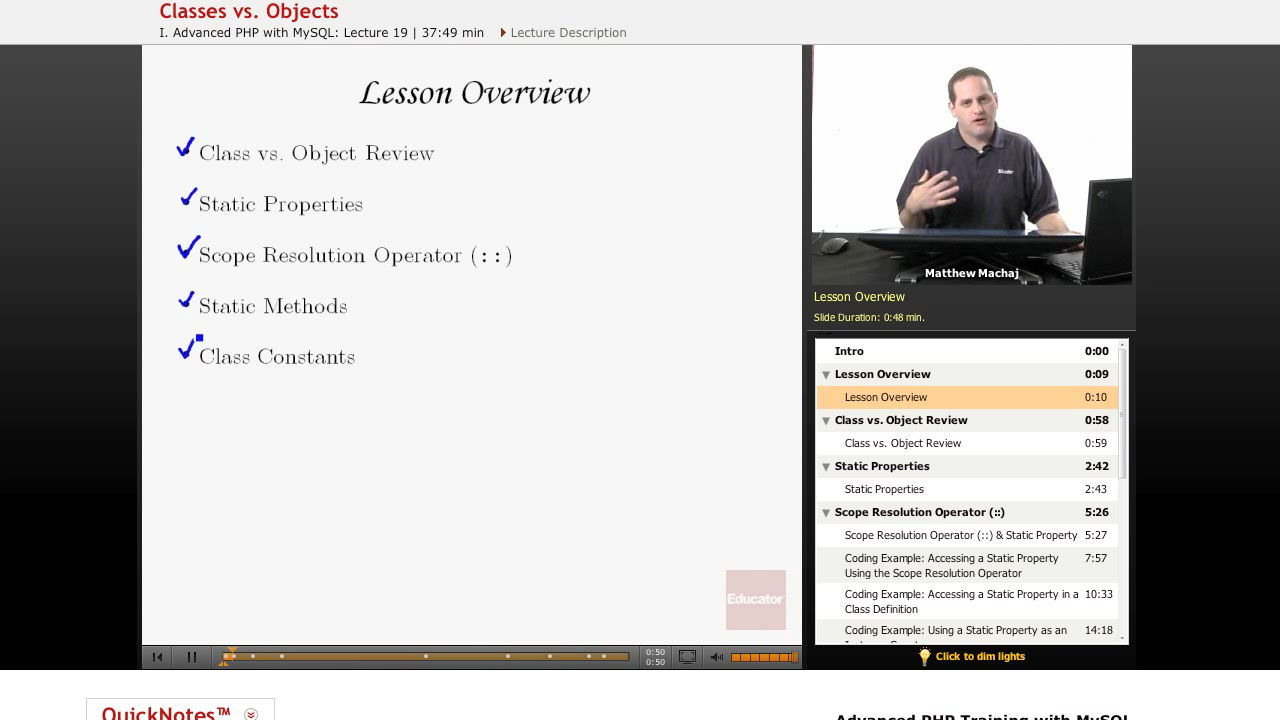 Classes vs. Objects
I. Advanced PHP with MySQL: Lecture 19 | 37:49 min
Lecture Description
Lesson Overview
Class vs. Object Review
Static Properties
Scope Resolution Operator (::)
Static Methods
Class Constants
Educator
0:50
0:50
Matthew Machaj
Lesson Overview
Slide Duration: 0:48 min.
Intro 0:00
Lesson Overview 0:09
Lesson Overview 0:10
Class vs. Object Review 0:58
Class vs. Object Review 0:59
Static Properties 2:42
Static Properties 2:43
Scope Resolution Operator (::) 5:26
Scope Resolution Operator (::) & Static Property 5:27
Coding Example: Accessing a Static Property 7:57
Using the Scope Resolution Operator
Coding Example: Accessing a Static Property in a 10:33
Class Definition
Coding Example: Using a Static Property as an 14:18
Click to dim lights
QuickNotes™
Advanced PHP Training with MySQL